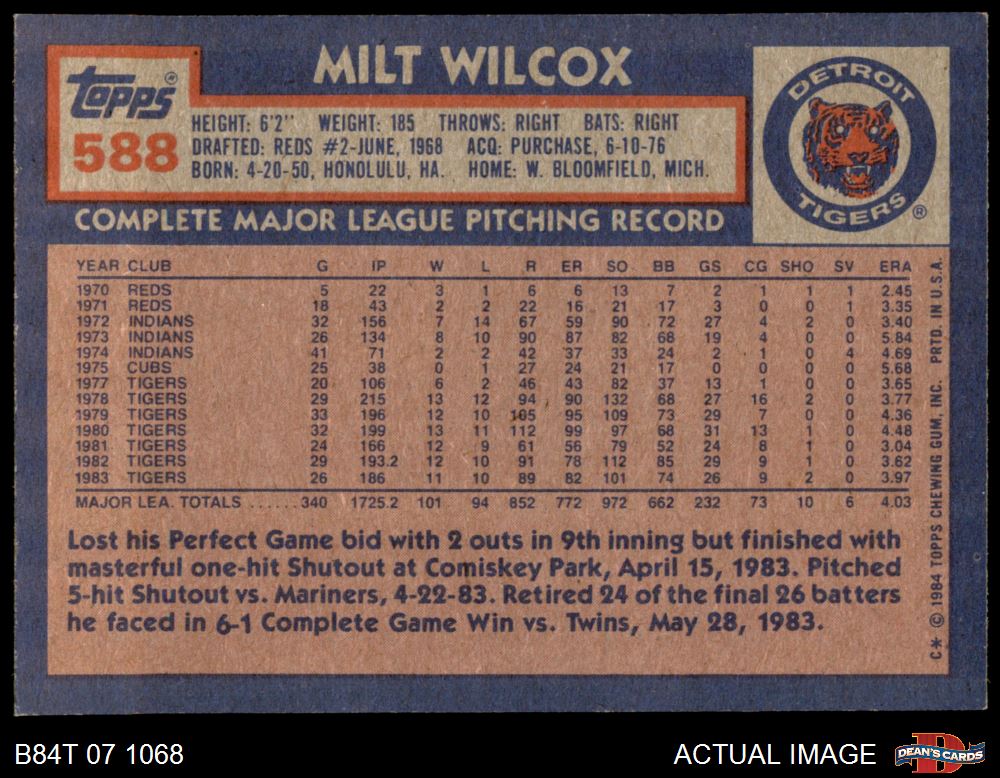 MILT WILCOX
Topps®
588
HEIGHT: 6'2" WEIGHT: 185 THROWS: RIGHT BATS: RIGHT
DRAFTED: REDS #2-JUNE, 1968 ACQ: PURCHASE, 6-10-76
BORN: 4-20-50, HONOLULU, HA. HOME: W. BLOOMFIELD, MICH.
DETROIT
TIGERS®
COMPLETE MAJOR LEAGUE PITCHING RECORD
YEAR CLUB G IP W L R ER SO BB GS CG SHO SV ERA
1970 REDS 5 22 3 1 6 6 13 7 2 1 1 1 2.45
1971 REDS 18 43 2 2 22 16 21 17 3 0 0 1 3.35
1972 INDIANS 32 156 7 14 67 59 90 72 27 4 2 0 3.40
1973 INDIANS 26 134 8 10 90 87 82 68 19 4 0 0 5.84
1974 INDIANS 41 71 2 2 42 37 33 24 2 1 0 4 4.69
1975 CUBS 25 38 0 1 27 24 21 17 0 0 0 0 5.68
1977 TIGERS 20 106 6 2 46 43 82 37 13 1 0 0 3.65
1978 TIGERS 29 215 13 12 94 90 132 68 27 16 2 0 3.77
1979 TIGERS 33 196 12 10 105 95 109 73 29 7 0 0 4.36
1980 TIGERS 32 199 13 11 112 99 97 68 31 13 1 0 4.48
1981 TIGERS 24 166 12 9 61 56 79 52 24 8 1 0 3.04
1982 TIGERS 29 193.2 12 10 91 78 112 85 29 9 1 0 3.62
1983 TIGERS 26 186 11 10 89 82 101 74 26 9 2 0 3.97
MAJOR LEA. TOTALS ......340 1725.2 101 94 852 772 972 662 232 73 10 6 4.03
Lost his Perfect Game bid with 2 outs in 9th inning but finished with
masterful one-hit Shutout at Comiskey Park, April 15, 1983. Pitched
5-hit Shutout vs. Mariners, 4-22-83. Retired 24 of the final 26 batters
he faced in 6-1 Complete Game Win vs. Twins, May 28, 1983.
C* © 1984 TOPPS CHEWING GUM, INC. PRTD. IN U.S.A.
B84T 07 1068
ACTUAL IMAGE
DEAN'S CARDS